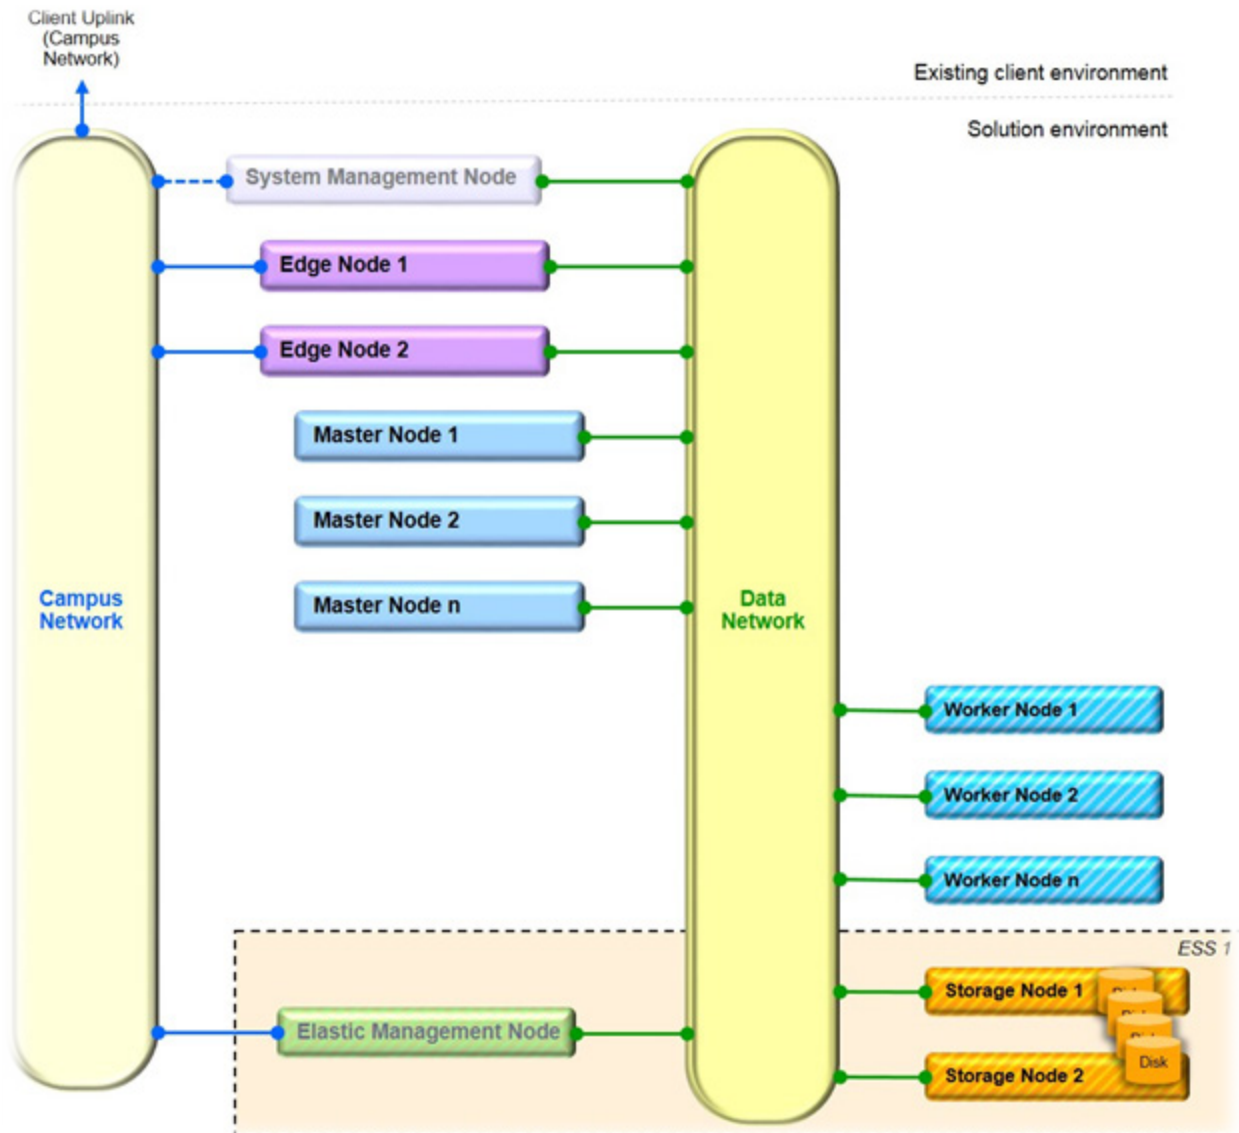 Client Uplink
(Campus
Network)
Existing client environment
Solution environment
System Management Node
Edge Node 1
Edge Node 2
Master Node 1
Master Node 2
Master Node n
Campus
Network
Data
Network
Worker Node 1
Worker Node 2
Worker Node n
ESS 1
Storage Node 1
Elastic Management Node
Storage Node 2
Disk